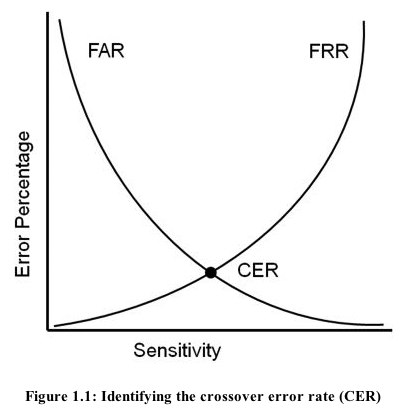 FAR
FRR
Error Percentage
CER
Sensitivity
Figure 1.1: Identifying the crossover error rate (CER)